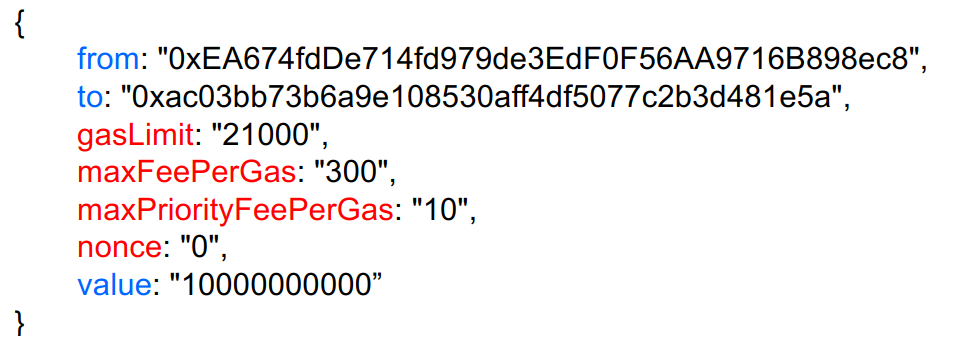 {
from: "0xEA674fdDe714fd979de3EdF0F56AA9716B898ec8",
to: "0xac03bb73b6a9e108530aff4df5077c2b3d481e5a",
gasLimit: "21000",
maxFeePerGas: "300",
maxPriorityFeePerGas: "10",
nonce: "0",
value: "10000000000”
}